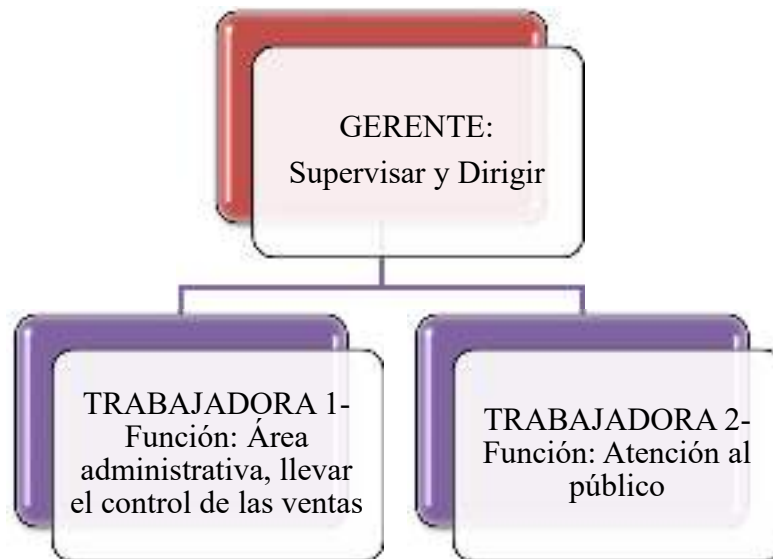 GERENTE:
Supervisar y Dirigir
TRABAJADORA 1-
Función: Área
administrativa, llevar
el control de las ventas
TRABAJADORA 2-
Función: Atención al
público